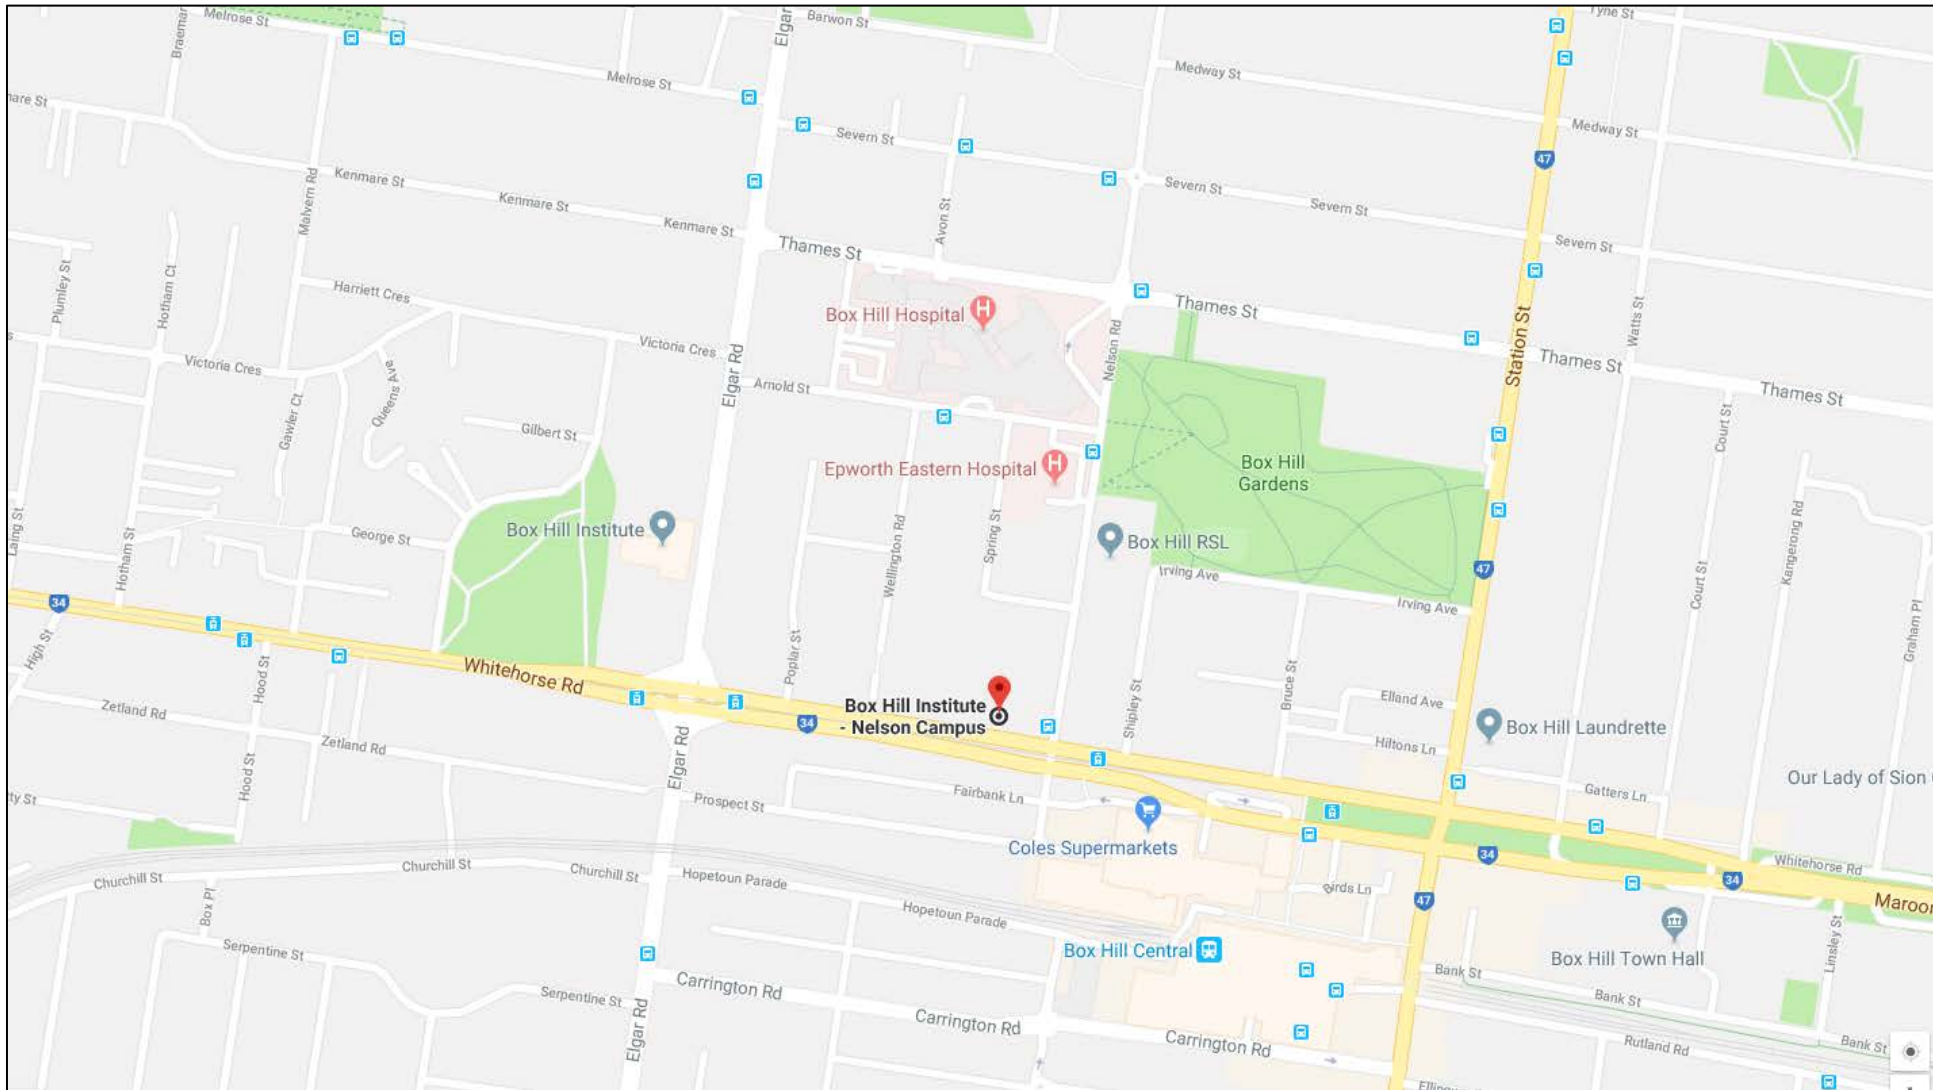 Melrose St
Braemar
Elgar
Barwon St
Tyne St
Melrose St
Medway St
Medway St
Severn St
Severn St
Severn St
Severn St
47
Malvern Rd
Kenmare St
Kenmare St
Kenmare St
Avon St
Thames St
Thames St
Thames St
Thames St
Plumley St
Hotham Ct
Harriett Cres
Victoria Cres
Victoria Cres
Box Hill Hospital
H
Nelson Rd
Station St
Watts St
Elgar Rd
Arnold St
Queens Ave
Gawler Ct
Gilbert St
Epworth Eastern Hospital
H
Box Hill
Gardens
Court St
Court St
Kangerong Rd
Graham Pl
Laing St
Hotham St
George St
Box Hill Institute
Wellington Rd
Spring St
Box Hill RSL
Irving Ave
Irving Ave
47
34
High St
Hood St
Hood St
Poplar St
Whitehorse Rd
Zetland Rd
Zetland Rd
34
Box Hill Institute
- Nelson Campus
Shipley St
Bruce St
Elland Ave
Hiltons Ln
Box Hill Laundrette
Gatters Ln
Our Lady of Sion
Elgar Rd
Prospect St
Fairbank Ln
Coles Supermarkets
34
34
Whitehorse Rd
Maroon
Churchill St
Churchill St
Churchill St
Box Pl
Hopetoun Parade
Hopetoun Parade
47
Box Hill Central
Box Hill Town Hall
Linsley St
Serpentine St
Serpentine St
Elgar Rd
Carrington Rd
Carrington Rd
Carrington Rd
Bank St
Bank St
Bank St
Rutland Rd